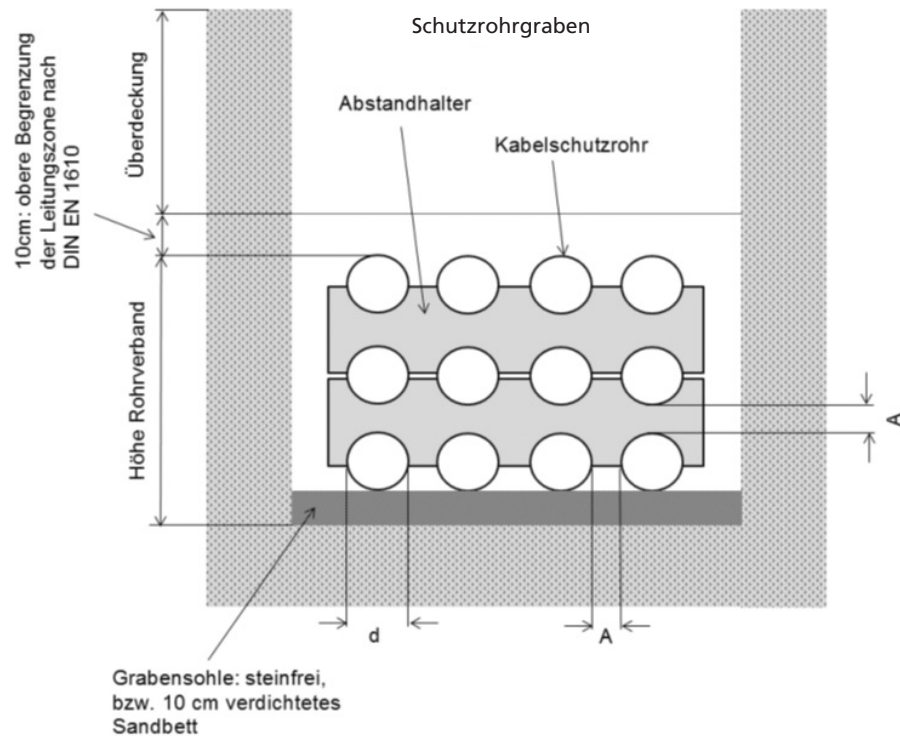 Schutzrohrgraben
Überdeckung
10cm: obere Begrenzung
der Leitungszone nach
DIN EN 1610
Abstandhalter
Kabelschutzrohr
Höhe Rohrverband
A
d
A
Grabensohle: steinfrei,
bzw. 10 cm verdichtetes
Sandbett